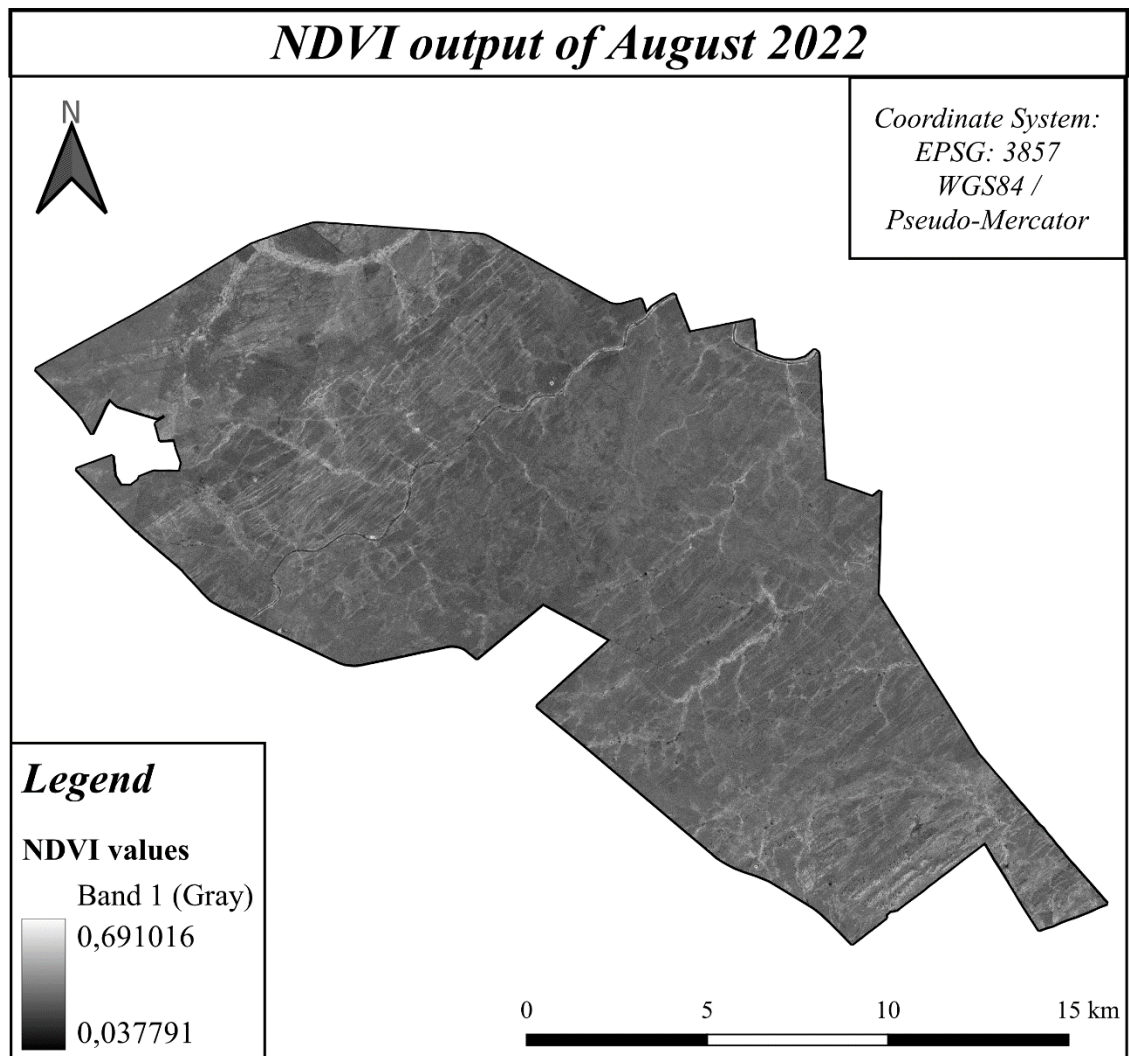 NDVI output of August 2022
N
Coordinate System:
EPSG: 3857
WGS84 /
Pseudo-Mercator
Legend
NDVI values
Band 1 (Gray)
0,691016
0,037791
0 5 10 15 km